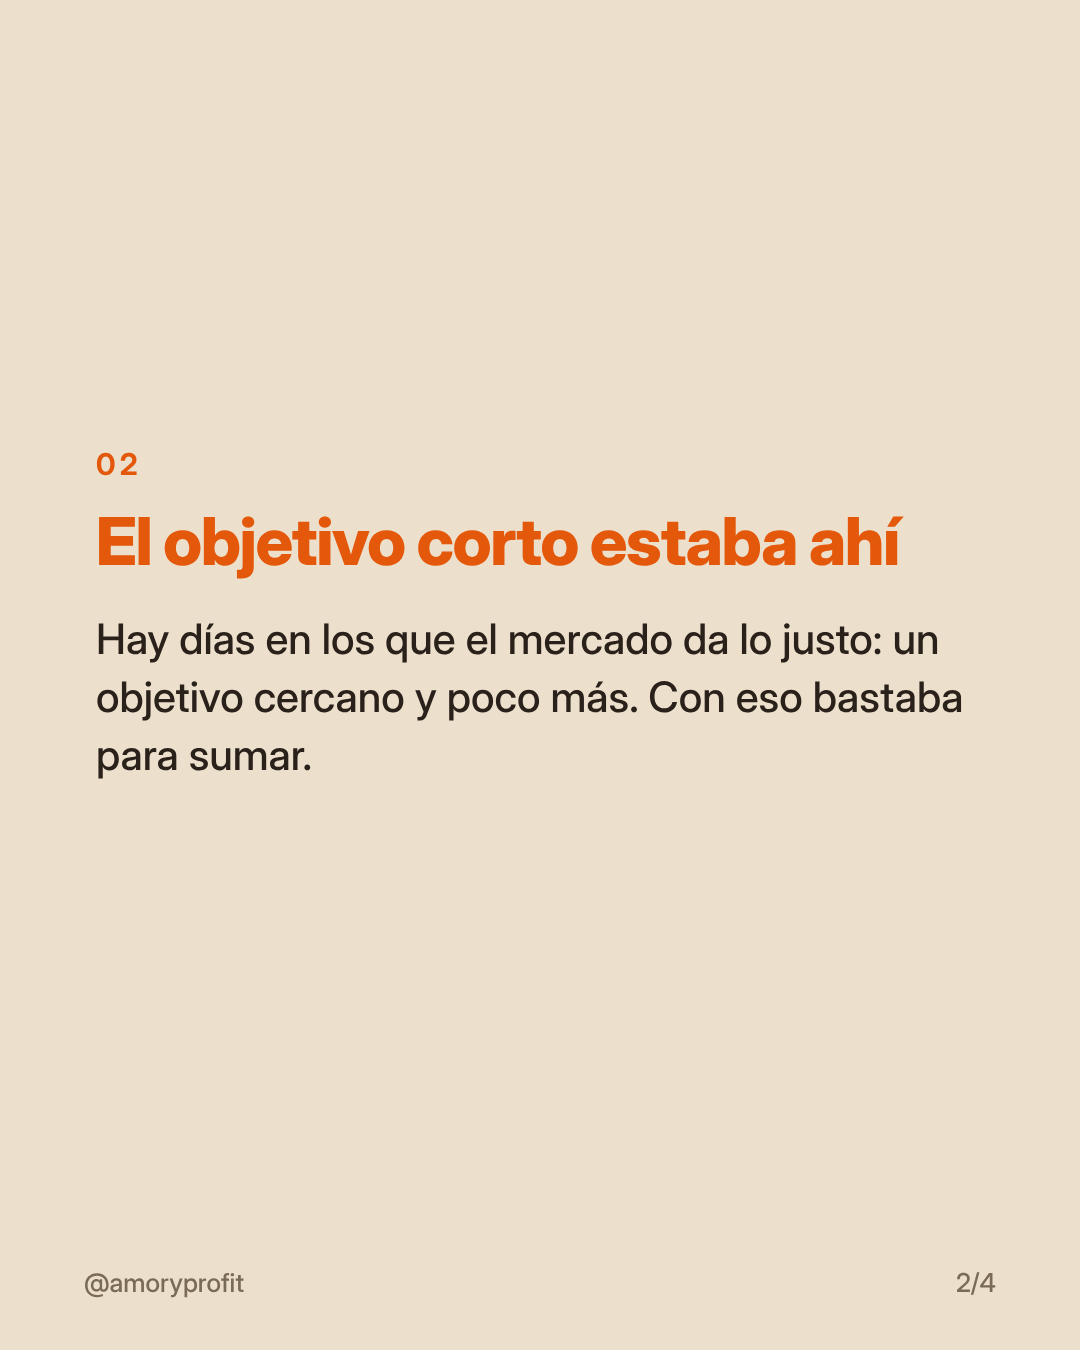 02
El objetivo corto estaba ahí
Hay días en los que el mercado da lo justo: un
objetivo cercano y poco más. Con eso bastaba
para sumar.
@amoryprofit
2/4